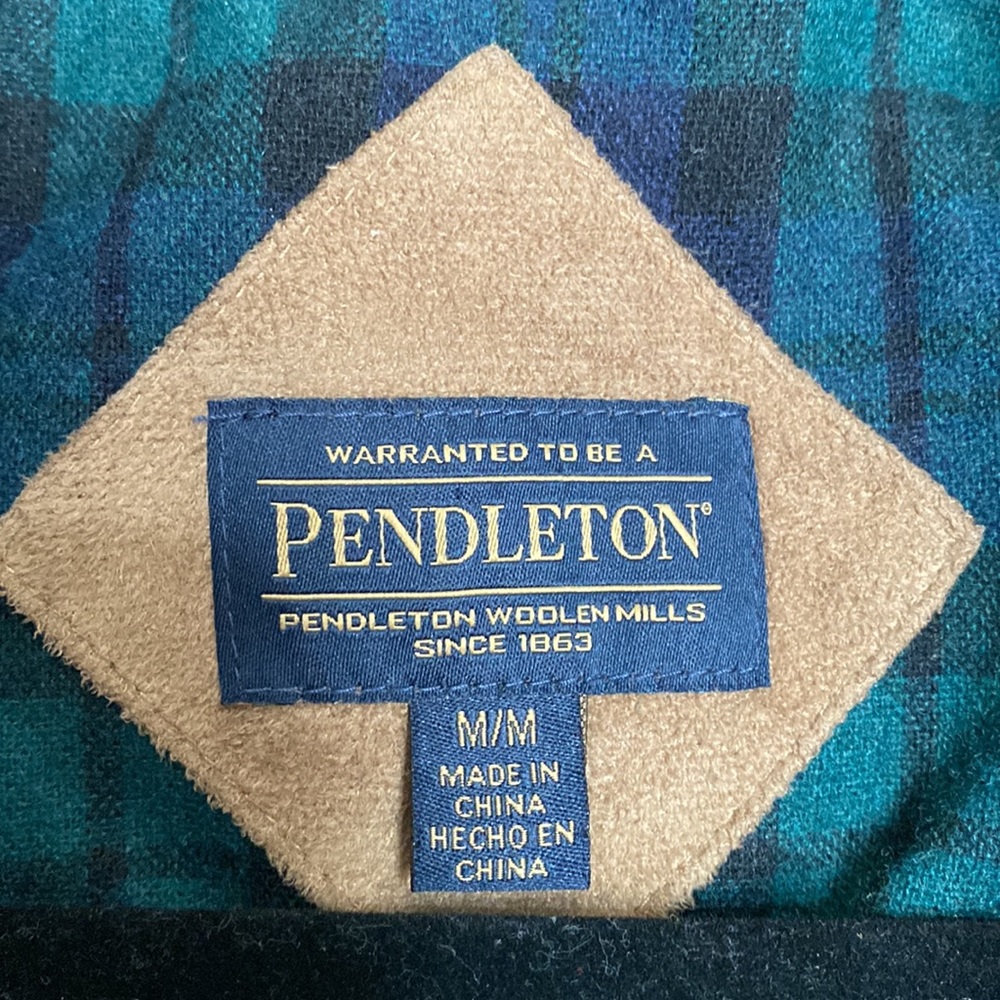 WARRANTED TO BE A
PENDLETON®
PENDLETON WOOLEN MILLS
SINCE 1863
M/M
MADE IN
CHINA
HECHO EN
CHINA